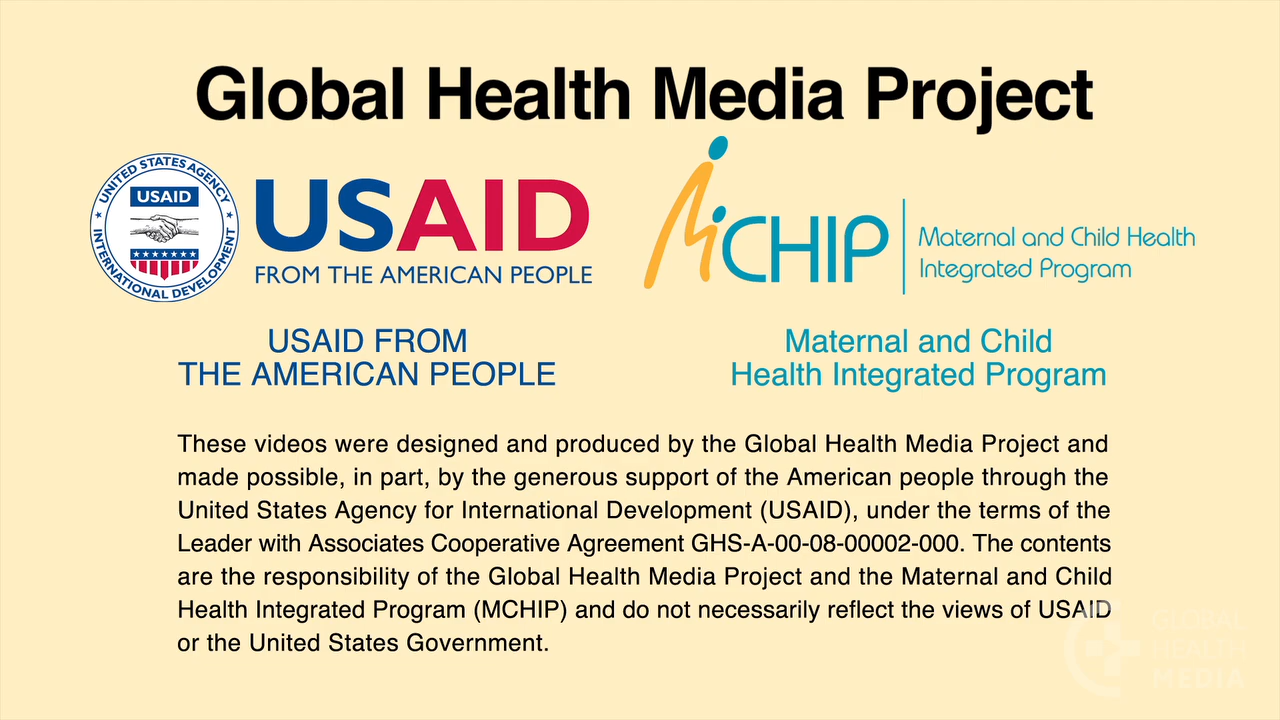 Global Health Media Project
UNITED STATES AGENCY
USAID
INTERNATIONAL DEVELOPMENT
USAID
FROM THE AMERICAN PEOPLE
MCHIP
Maternal and Child Health
Integrated Program
USAID FROM
THE AMERICAN PEOPLE
Maternal and Child
Health Integrated Program
These videos were designed and produced by the Global Health Media Project and
made possible, in part, by the generous support of the American people through the
United States Agency for International Development (USAID), under the terms of the
Leader with Associates Cooperative Agreement GHS-A-00-08-00002-000. The contents
are the responsibility of the Global Health Media Project and the Maternal and Child
Health Integrated Program (MCHIP) and do not necessarily reflect the views of USAID
or the United States Government.
GLOBAL
HEALTH
MEDIA